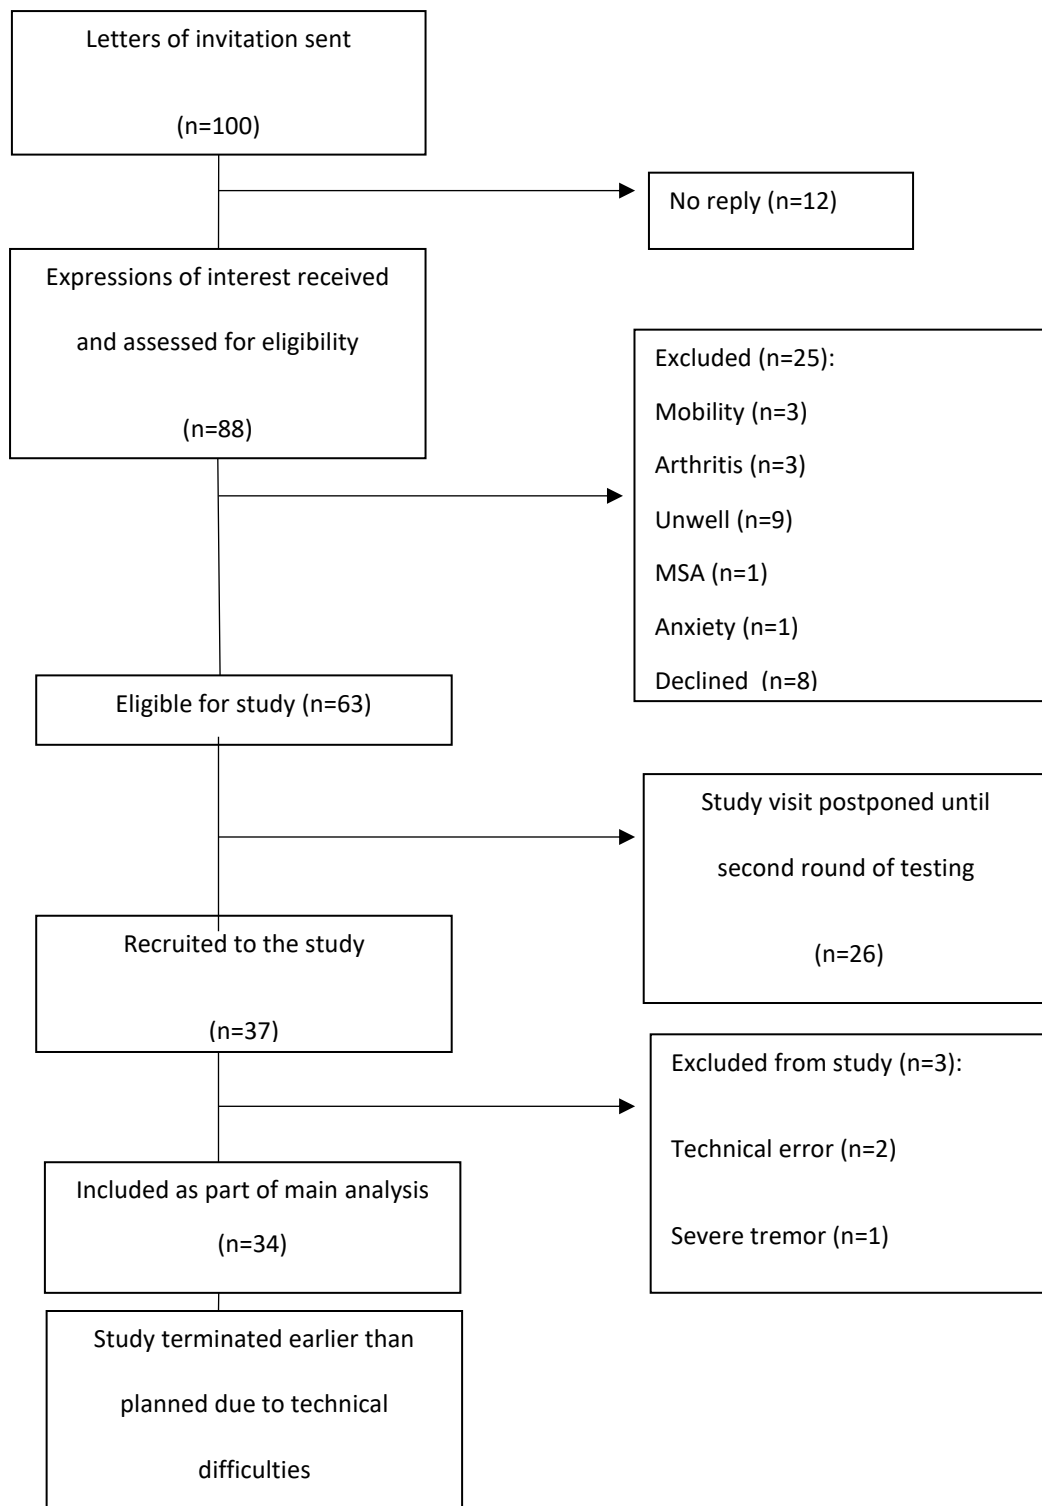 Letters of invitation sent
(n=100)
No reply (n=12)
Expressions of interest received
and assessed for eligibility
(n=88)
Excluded (n=25):
Mobility (n=3)
Arthritis (n=3)
Unwell (n=9)
MSA (n=1)
Anxiety (n=1)
Declined  (n=8)
Eligible for study (n=63)
Study visit postponed until
second round of testing
(n=26)
Recruited to the study
(n=37)
Excluded from study (n=3):
Technical error (n=2)
Severe tremor (n=1)
Included as part of main analysis
(n=34)
Study terminated earlier than
planned due to technical
difficulties